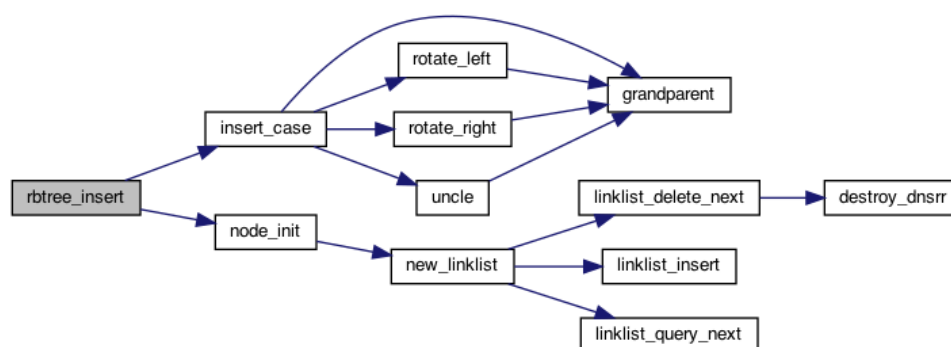 rbtree_insert
insert_case
node_init
rotate_left
rotate_right
uncle
new_linklist
grandparent
linklist_delete_next
linklist_insert
linklist_query_next
destroy_dnsrr